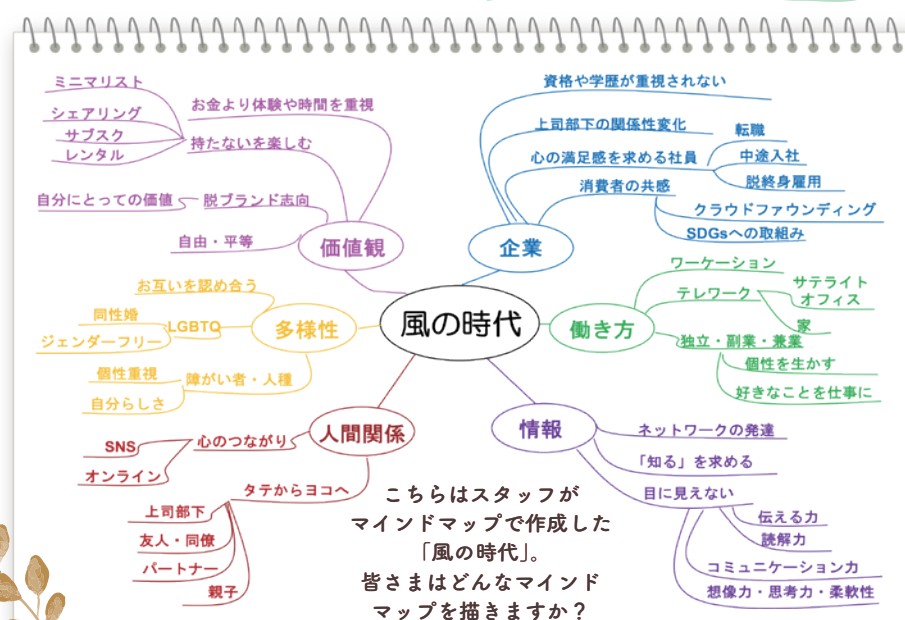 ミニマリスト
シェアリング
サブスク
レンタル
お金より体験や時間を重視
持たないを楽しむ
自分にとっての価値
脱ブランド志向
自由・平等
価値観
資格や学歴が重視されない
上司部下の関係性変化
心の満足感を求める社員
転職
中途入社
脱終身雇用
消費者の共感
クラウドファウンディング
SDGsへの取組み
企業
風の時代
お互いを認め合う
同性婚
ジェンダーフリー
LGBTQ
個性重視
自分らしさ
障がい者・人種
多様性
ワーケーション
テレワーク
サテライト
オフィス
家
独立・副業・兼業
個性を生かす
好きなことを仕事に
働き方
人間関係
心のつながり
SNS
オンライン
タテからヨコへ
上司部下
友人・同僚
パートナー
親子
情報
ネットワークの発達
「知る」を求める
目に見えない
伝える力
読解力
コミュニケーション力
想像力・思考力・柔軟性
こちらはスタッフが
マインドマップで作成した
「風の時代」。
皆さまはどんなマインド
マップを描きますか？